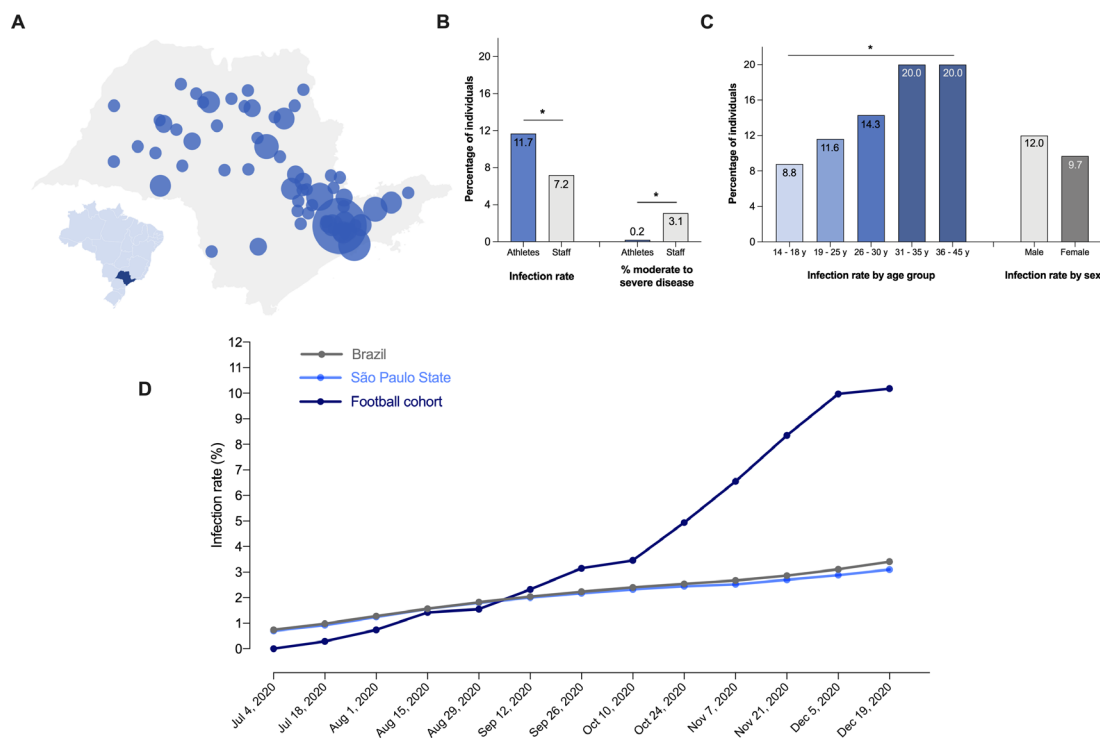 A
B
Percentage of individuals
20
16
12
8
4
0
*
11.7
7.2
*
0.2
3.1
Athletes Staff
Athletes Staff
Infection rate
% moderate to
severe disease
C
Percentage of individuals
20
16
12
8
4
0
*
8.8
11.6
14.3
20.0
20.0
12.0
9.7
14 - 18 y 19 - 25 y 26 - 30 y 31 - 35 y 36 - 45 y
Male Female
Infection rate by age group
Infection rate by sex
D
Infection rate (%)
12
11
10
9
8
7
6
5
4
3
2
1
0
Brazil
São Paulo State
Football cohort
Jul 4, 2020
Jul 18, 2020
Aug 1, 2020
Aug 15, 2020
Aug 29, 2020
Sep 12, 2020
Sep 26, 2020
Oct 10, 2020
Oct 24, 2020
Nov 7, 2020
Nov 21, 2020
Dec 5, 2020
Dec 19, 2020